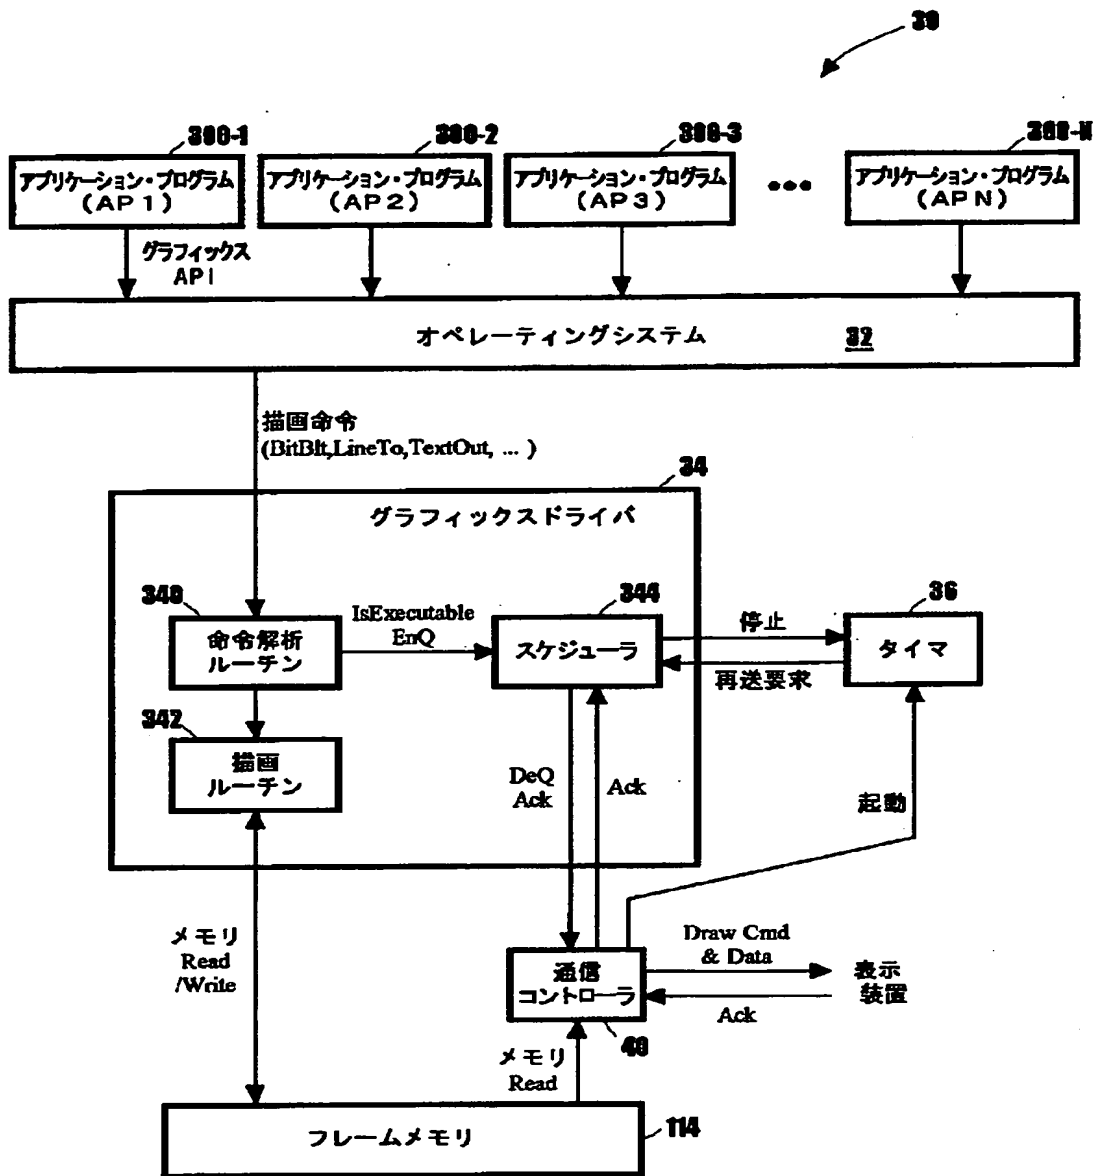 30
300-1
300-2
300-3
300-N
アプリケーション・プログラム
(AP1)
アプリケーション・プログラム
(AP2)
アプリケーション・プログラム
(AP3)
•••
アプリケーション・プログラム
(APN)
グラフィックス
API
オペレーティングシステム
32
描画命令
(BitBlt,LineTo,TextOut, ... )
34
グラフィックスドライバ
340
命令解析
ルーチン
IsExecutable
EnQ
344
スケジューラ
停止
再送要求
36
タイマ
342
描画
ルーチン
DeQ
Ack
Ack
起動
メモリ
Read
/Write
通信
コントローラ
40
Draw Cmd
& Data
Ack
表示
装置
メモリ
Read
フレームメモリ
114